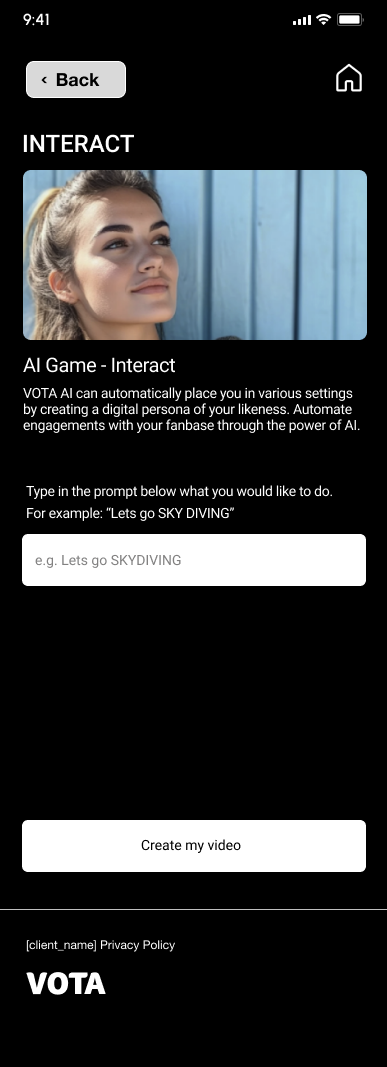 9:41
‹ Back
INTERACT
AI Game - Interact
VOTA AI can automatically place you in various settings
by creating a digital persona of your likeness. Automate
engagements with your fanbase through the power of AI.
Type in the prompt below what you would like to do.
For example: “Lets go SKY DIVING”
e.g. Lets go SKYDIVING
Create my video
[client_name] Privacy Policy
VOTA